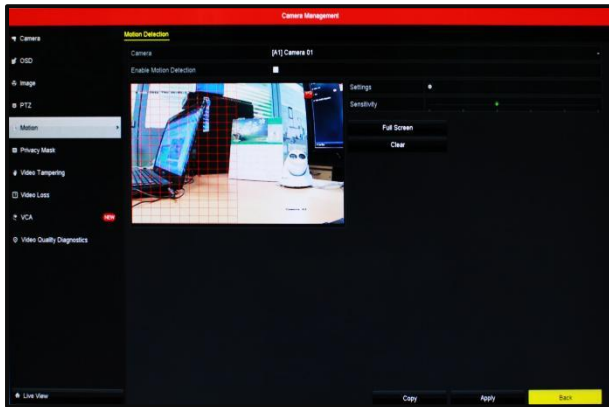 Camera Management
Camera
OSD
Image
PTZ
Motion
Privacy Mask
Video Tampering
Video Loss
VCA NEW
Video Quality Diagnostics
Live View
Motion Detection
Camera [A1] Camera 01
Enable Motion Detection
Settings
Sensitivity
Full Screen
Clear
Copy
Apply
Back